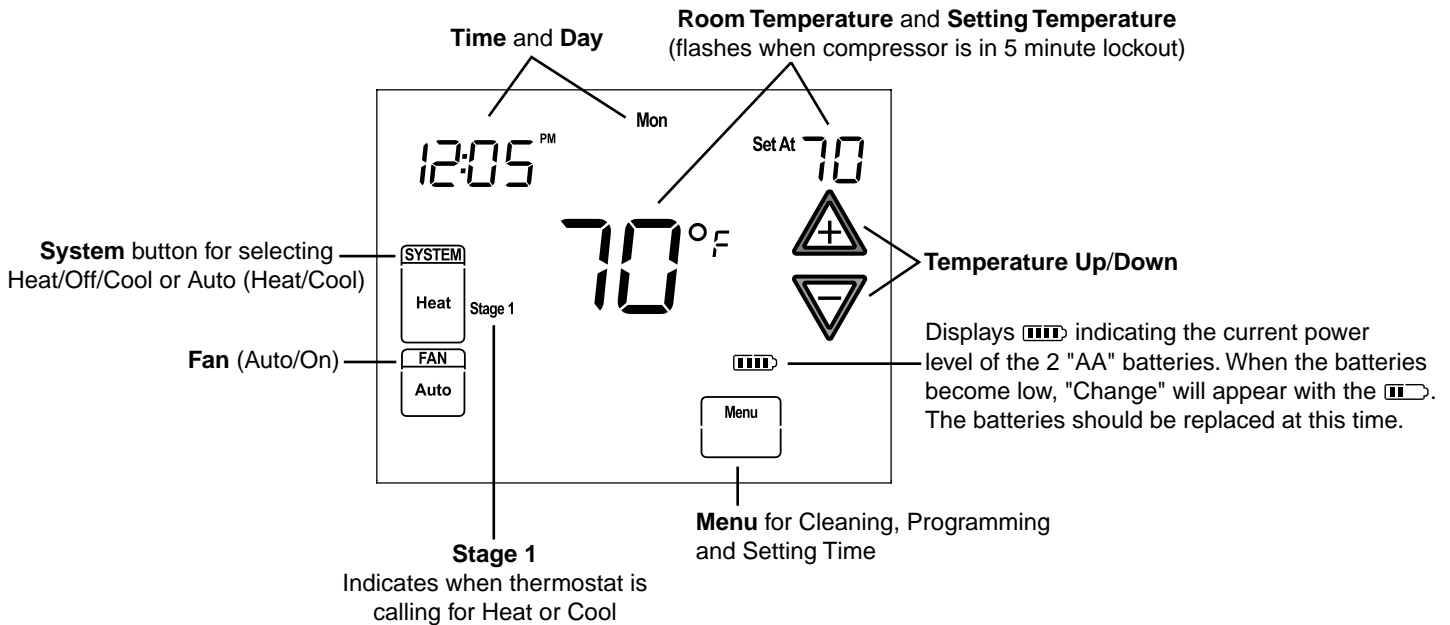 Room Temperature and Setting Temperature
(flashes when compressor is in 5 minute lockout)
Time and Day
Mon
12:05 PM
Set At 70
70°F
System button for selecting
Heat/Off/Cool or Auto (Heat/Cool)
SYSTEM
Heat
Stage 1
Temperature Up/Down
Fan (Auto/On)
FAN
Auto
Displays indicating the current power
level of the 2 "AA" batteries. When the batteries
become low, "Change" will appear with the .
The batteries should be replaced at this time.
Menu
Menu for Cleaning, Programming
and Setting Time
Stage 1
Indicates when thermostat is
calling for Heat or Cool